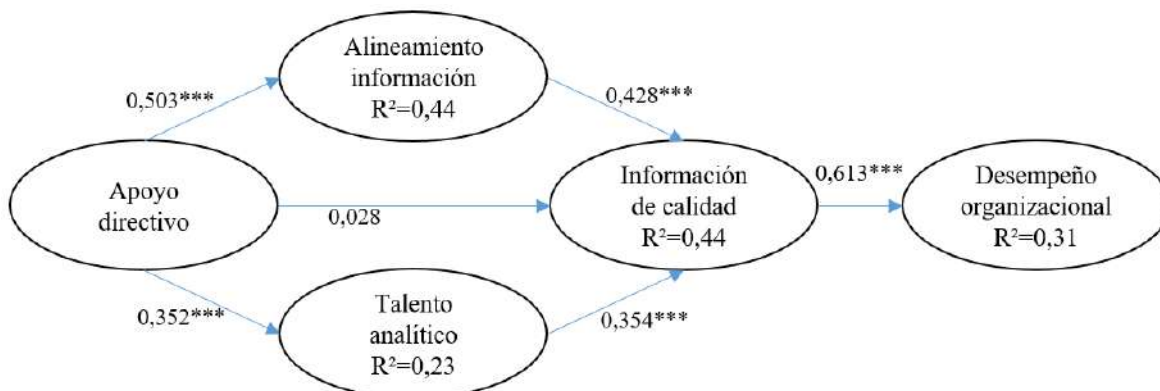 Alineamiento
información
R²=0,44
0,503***
0,428***
Apoyo
directivo
0,028
Información
de calidad
R²=0,44
0,613***
Desempeño
organizacional
R²=0,31
0,352***
Talento
analítico
R²=0,23
0,354***